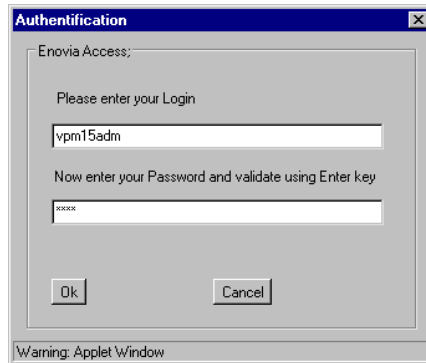 Authentification
Enovia Access;
Please enter your Login
vpm15adm
Now enter your Password and validate using Enter key
****
Ok
Cancel
Warning: Applet Window